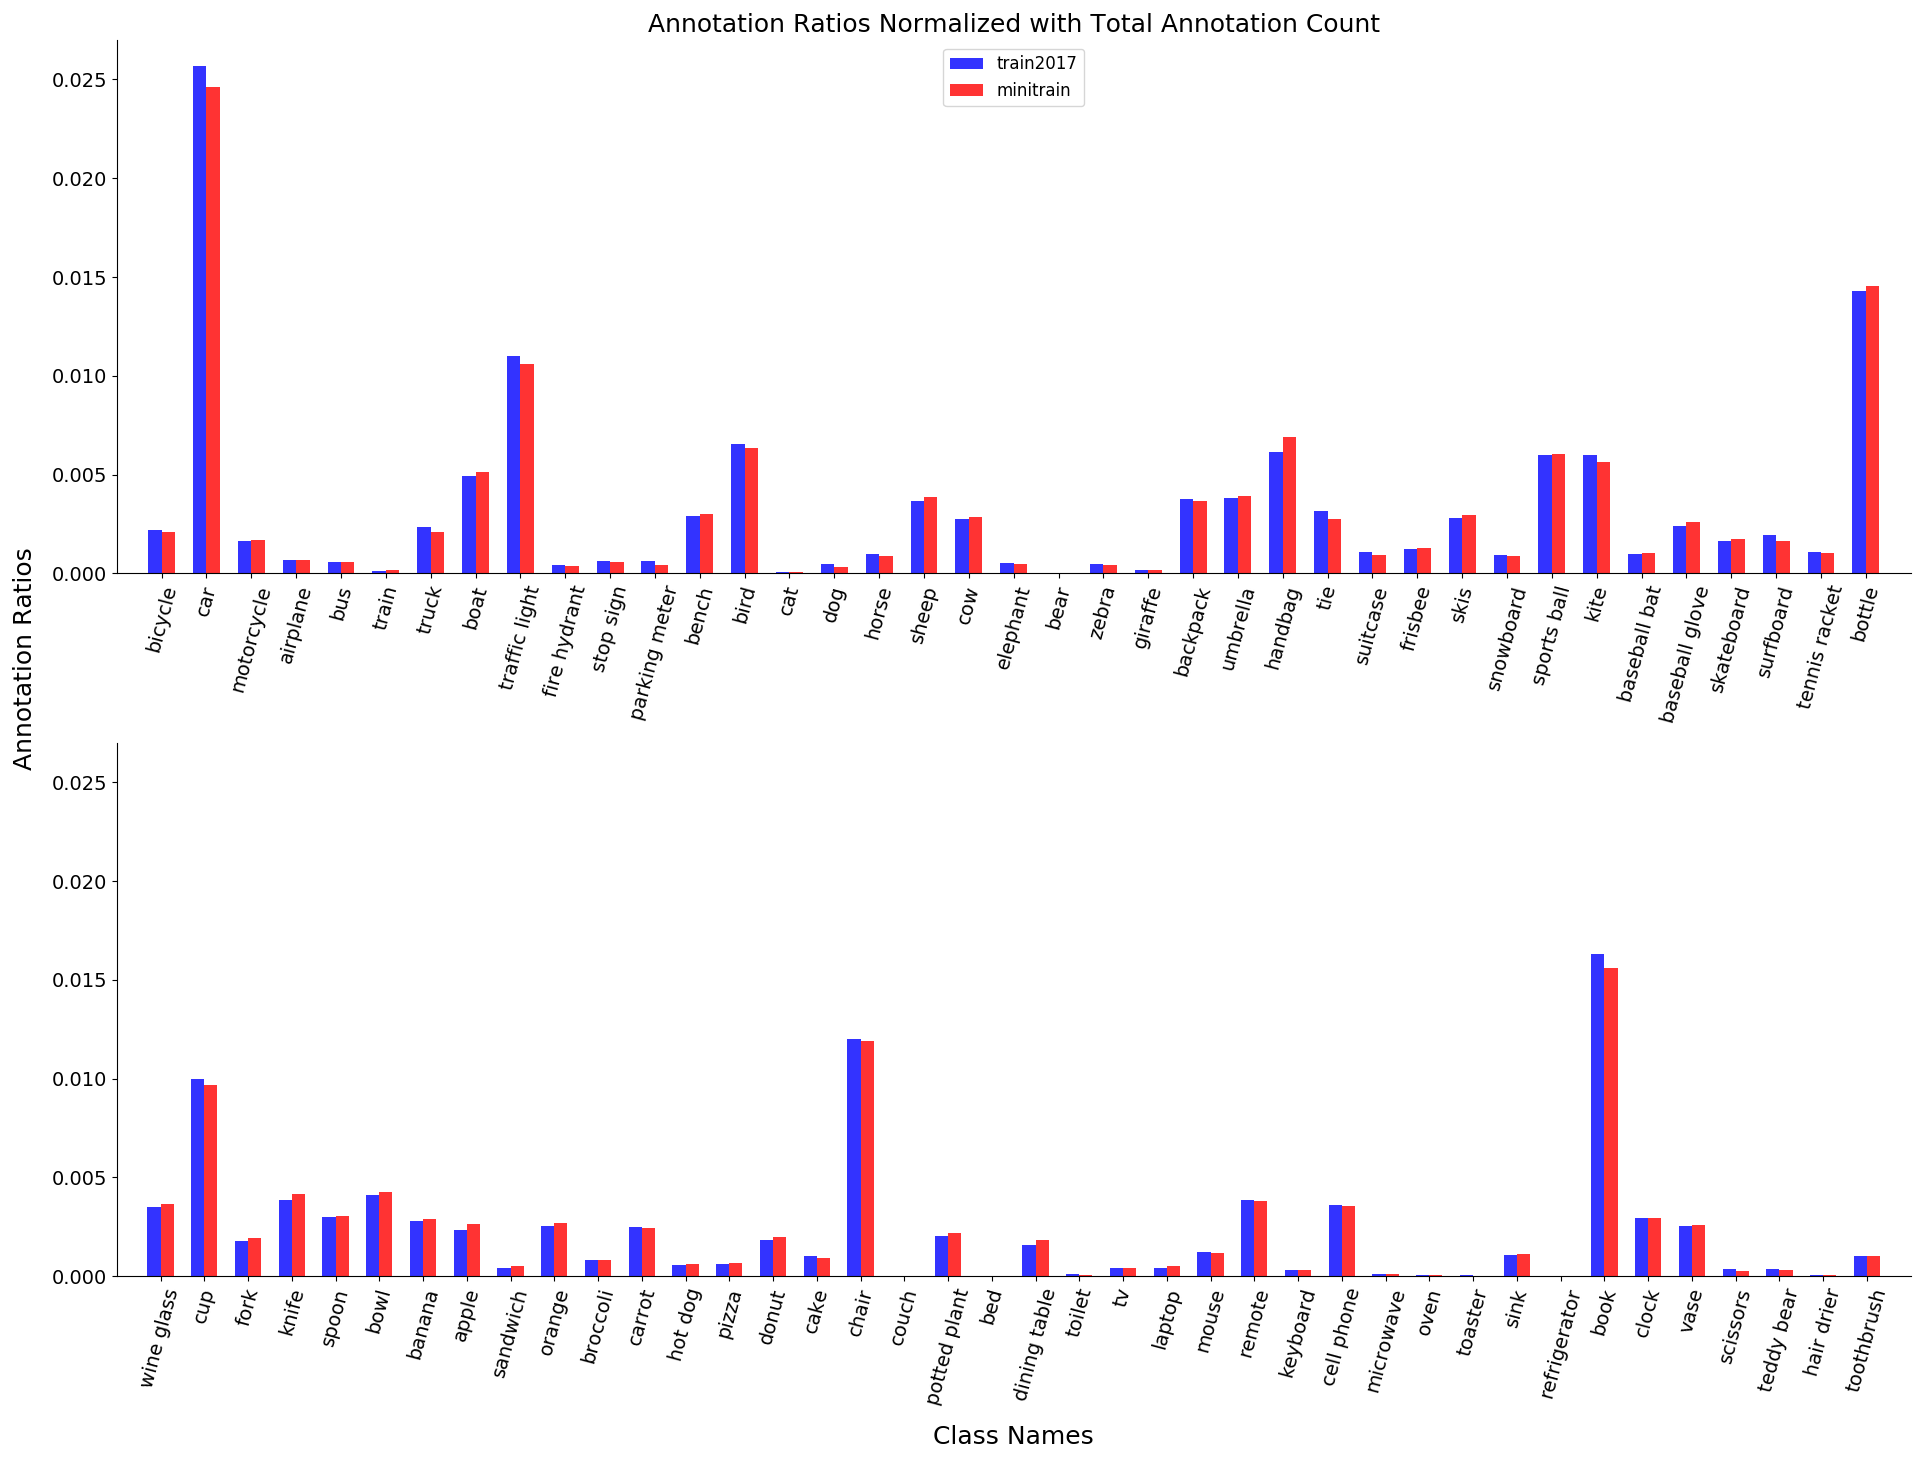 Annotation Ratios Normalized with Total Annotation Count
train2017
minitrain
Annotation Ratios
0.025
0.020
0.015
0.010
0.005
0.000
bicycle
car
motorcycle
airplane
bus
train
truck
boat
traffic light
fire hydrant
stop sign
parking meter
bench
bird
cat
dog
horse
sheep
cow
elephant
bear
zebra
giraffe
backpack
umbrella
handbag
tie
suitcase
frisbee
skis
snowboard
sports ball
kite
baseball bat
baseball glove
skateboard
surfboard
tennis racket
bottle
0.025
0.020
0.015
0.010
0.005
0.000
wine glass
cup
fork
knife
spoon
bowl
banana
apple
sandwich
orange
broccoli
carrot
hot dog
pizza
donut
cake
chair
couch
potted plant
bed
dining table
toilet
tv
laptop
mouse
remote
keyboard
cell phone
microwave
oven
toaster
sink
refrigerator
book
clock
vase
scissors
teddy bear
hair drier
toothbrush
Class Names